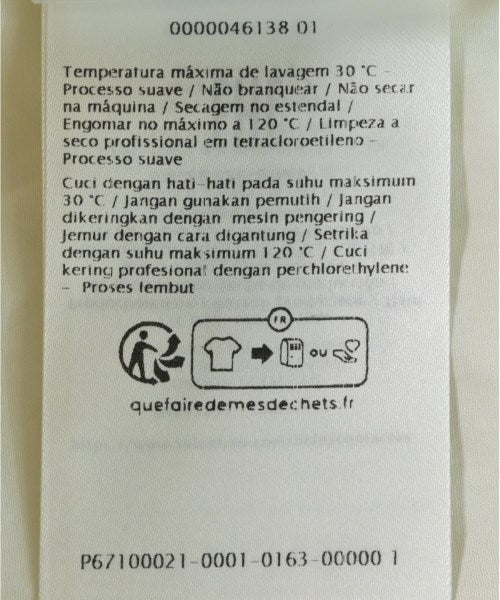 0000046138 01
Temperatura máxima de lavagem 30 °C –
Processo suave / Não branquear / Não secar
na máquina / Secagem no estendal /
Engomar no máximo a 120 °C / Limpeza a
seco profissional em tetracloroetileno –
Processo suave
Cuci dengan hati-hati pada suhu maksimum
30 °C / Jangan gunakan pemutih / Jangan
dikeringkan dengan mesin pengering /
Jemur dengan cara digantung / Setrika
dengan suhu maksimum 120 °C / Cuci
kering profesional dengan perchlorethylene
– Proses lembut
FR
OU
quefairedemesdechets.fr
P67100021-0001-0163-00000 1